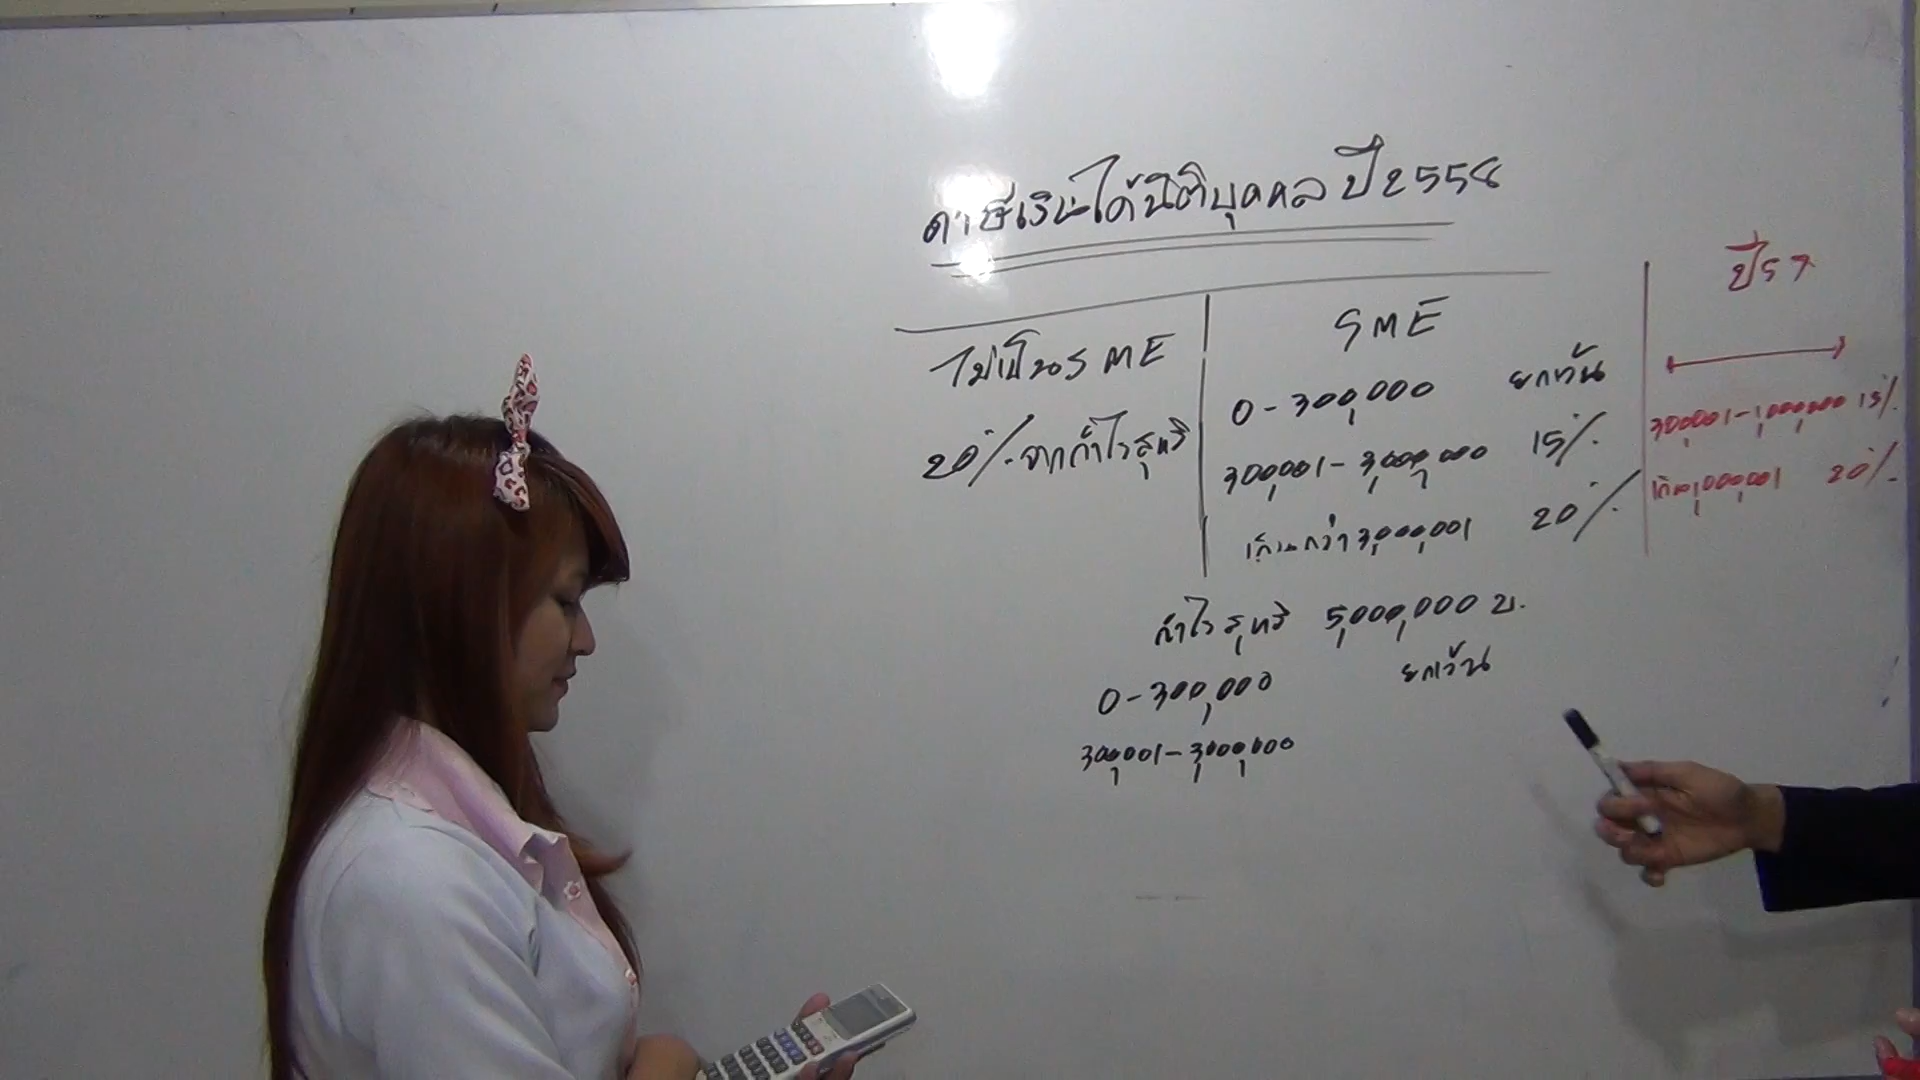 ภาษีเงินได้นิติบุคคล ปี 2558
ไม่เป็น SME
20% จากกำไรสุทธิ
SME
0-300,000 ยกเว้น
300,001-3,000,000 15%
เกินกว่า 3,000,001 20%
ปี 57
300,001-1,000,000 15%
เกิน 1,000,001 20%
กำไรสุทธิ 5,000,000 บ.
0-300,000 ยกเว้น
300,001-3,000,000